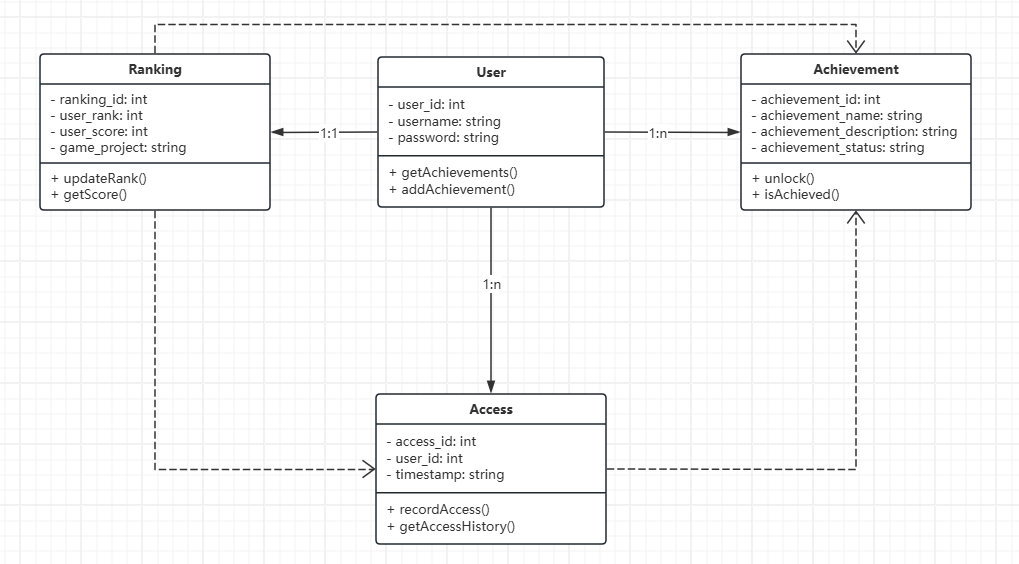 Ranking
- ranking_id: int
- user_rank: int
- user_score: int
- game_project: string
+ updateRank()
+ getScore()
1:1
User
- user_id: int
- username: string
- password: string
+ getAchievements()
+ addAchievement()
1:n
Achievement
- achievement_id: int
- achievement_name: string
- achievement_description: string
- achievement_status: string
+ unlock()
+ isAchieved()
1:n
Access
- access_id: int
- user_id: int
- timestamp: string
+ recordAccess()
+ getAccessHistory()